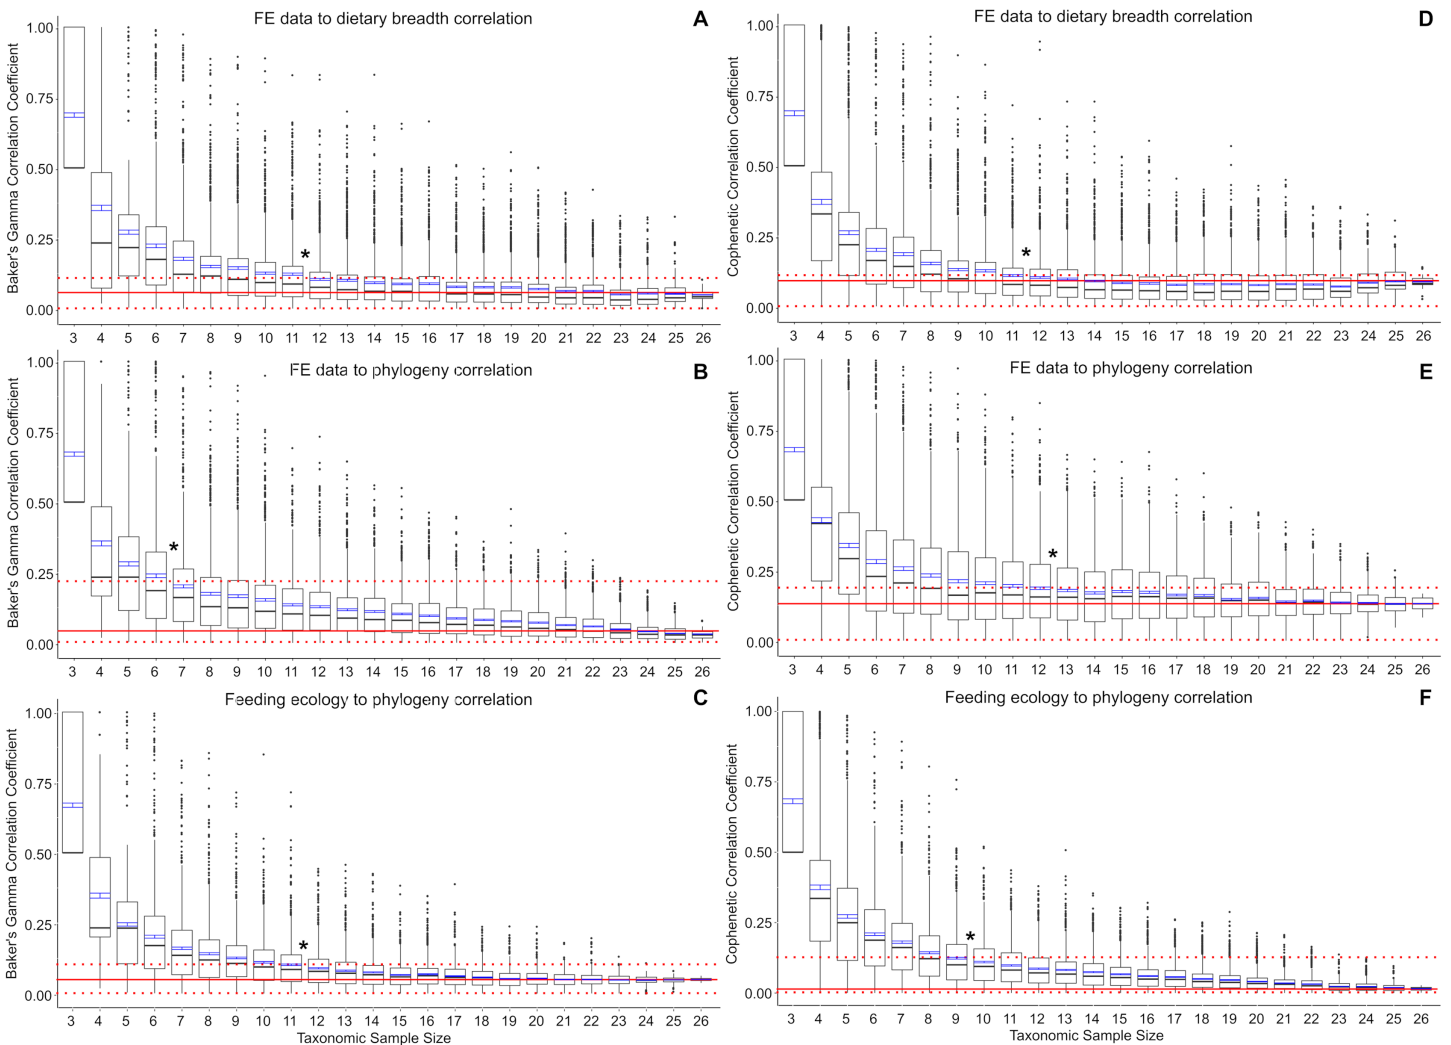 FE data to dietary breadth correlation
A
Baker's Gamma Correlation Coefficient
1.00
0.75
0.50
0.25
0.00
*
3 4 5 6 7 8 9 10 11 12 13 14 15 16 17 18 19 20 21 22 23 24 25 26
FE data to dietary breadth correlation
D
Cophenetic Correlation Coefficient
1.00
0.75
0.50
0.25
0.00
*
3 4 5 6 7 8 9 10 11 12 13 14 15 16 17 18 19 20 21 22 23 24 25 26
FE data to phylogeny correlation
B
Baker's Gamma Correlation Coefficient
1.00
0.75
0.50
0.25
0.00
*
3 4 5 6 7 8 9 10 11 12 13 14 15 16 17 18 19 20 21 22 23 24 25 26
FE data to phylogeny correlation
E
Cophenetic Correlation Coefficient
1.00
0.75
0.50
0.25
0.00
*
3 4 5 6 7 8 9 10 11 12 13 14 15 16 17 18 19 20 21 22 23 24 25 26
Feeding ecology to phylogeny correlation
C
Baker's Gamma Correlation Coefficient
1.00
0.75
0.50
0.25
0.00
*
3 4 5 6 7 8 9 10 11 12 13 14 15 16 17 18 19 20 21 22 23 24 25 26
Taxonomic Sample Size
Feeding ecology to phylogeny correlation
F
Cophenetic Correlation Coefficient
1.00
0.75
0.50
0.25
0.00
*
3 4 5 6 7 8 9 10 11 12 13 14 15 16 17 18 19 20 21 22 23 24 25 26
Taxonomic Sample Size